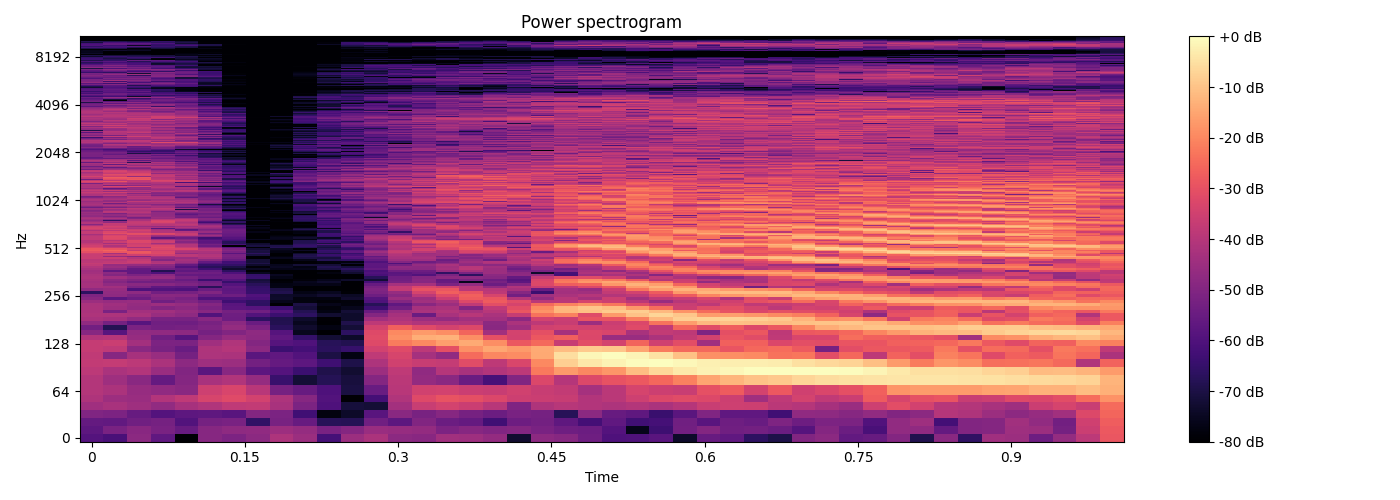 Power spectrogram
Hz
8192
4096
2048
1024
512
256
128
64
0
0 0.15 0.3 0.45 0.6 0.75 0.9
Time
+0 dB
-10 dB
-20 dB
-30 dB
-40 dB
-50 dB
-60 dB
-70 dB
-80 dB